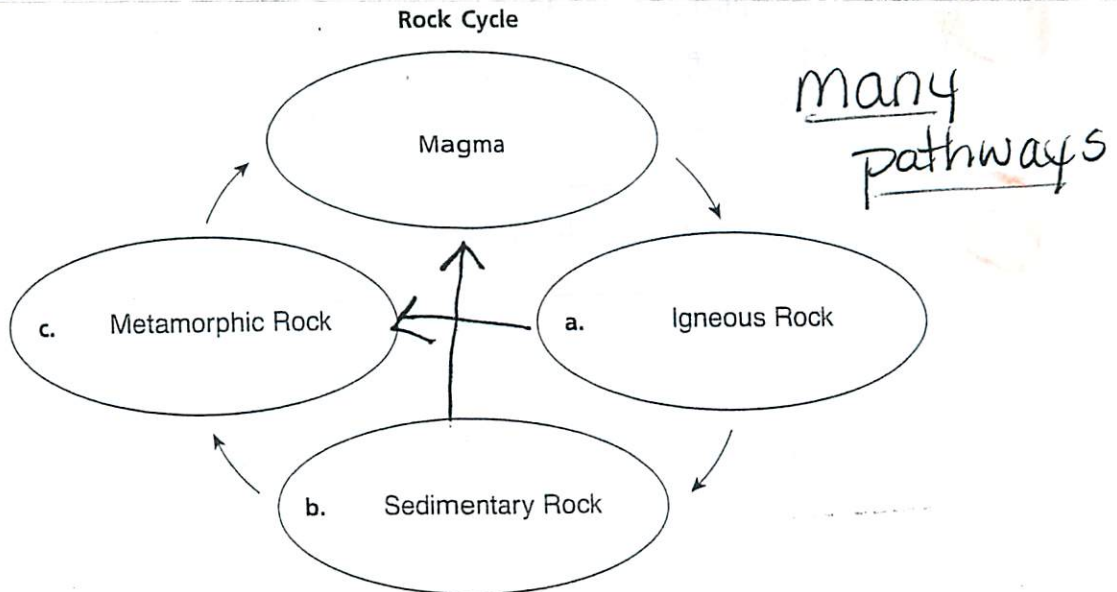 Rock Cycle
Magma
many
pathways
c. Metamorphic Rock
a. Igneous Rock
b. Sedimentary Rock